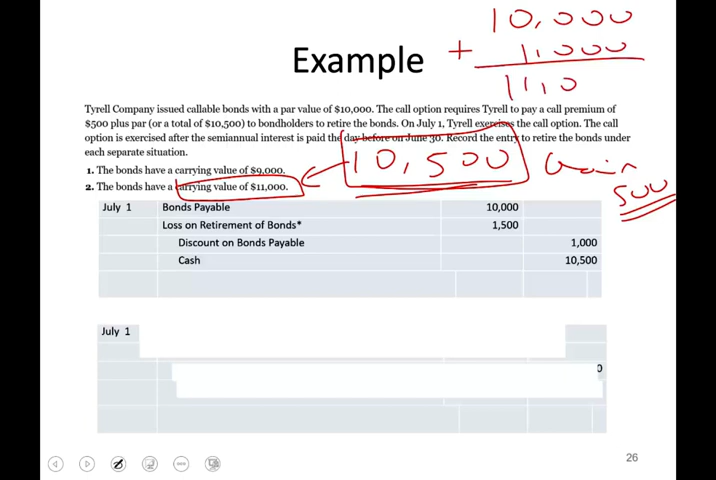 10,000
+ 1,000
Example
Tyrell Company issued callable bonds with a par value of $10,000. The call option requires Tyrell to pay a call premium of
$500 plus par (or a total of $10,500) to bondholders to retire the bonds. On July 1, Tyrell exercises the call option. The call
option is exercised after the semiannual interest is paid the day before on June 30. Record the entry to retire the bonds under
each separate situation.
10,500
Gain
500
1. The bonds have a carrying value of $9,000.
2. The bonds have a carrying value of $11,000.
July 1 Bonds Payable 10,000
Loss on Retirement of Bonds* 1,500
Discount on Bonds Payable 1,000
Cash 10,500
July 1
0
26